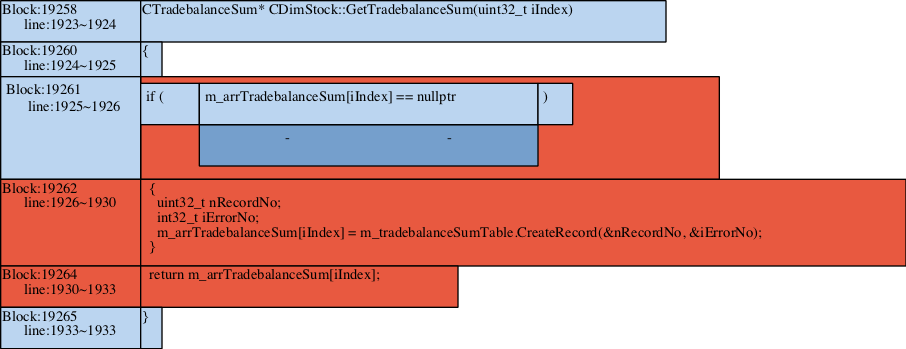 Block:19258 CTradebalanceSum* CDimStock::GetTradebalanceSum(uint32_t iIndex)
line:1923~1924
Block:19260 {
line:1924~1925
Block:19261 if ( m_arrTradebalanceSum[iIndex] == nullptr )
line:1925~1926
- -
Block:19262 {
line:1926~1930 uint32_t nRecordNo;
int32_t iErrorNo;
m_arrTradebalanceSum[iIndex] = m_tradebalanceSumTable.CreateRecord(&nRecordNo, &iErrorNo);
}
Block:19264 return m_arrTradebalanceSum[iIndex];
line:1930~1933
Block:19265 }
line:1933~1933